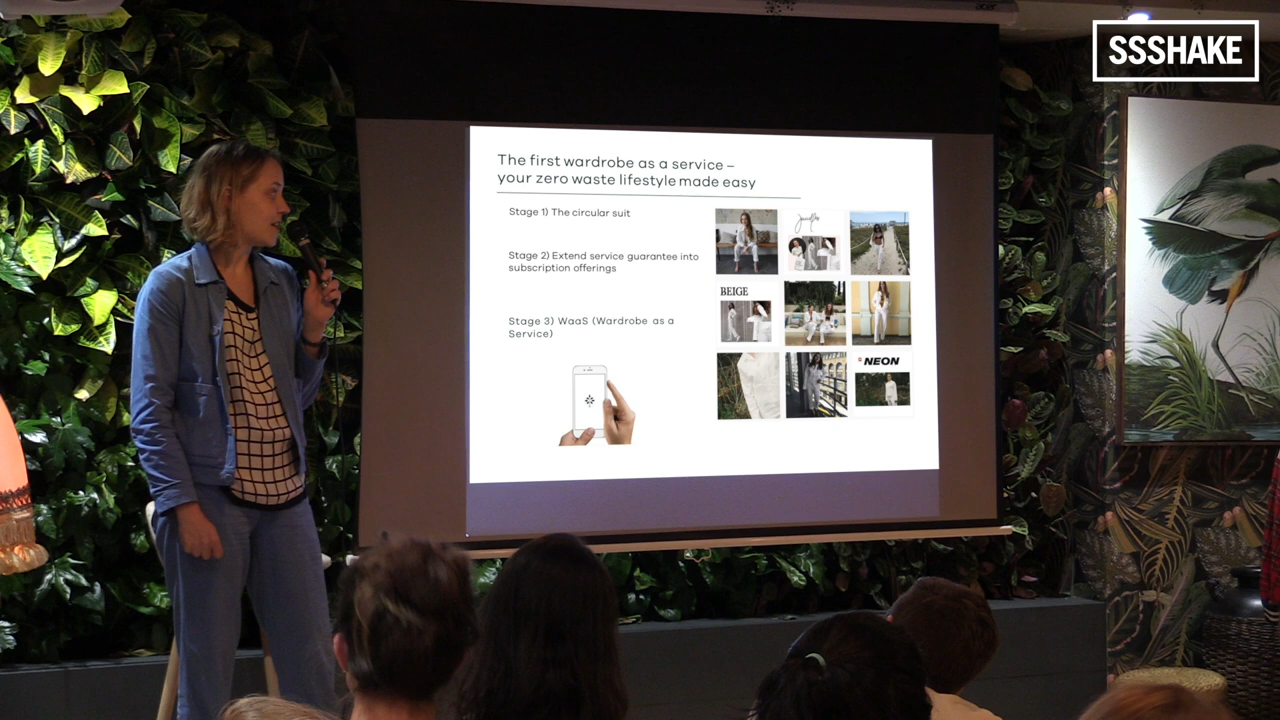 SSSHAKE
acer
The first wardrobe as a service –
your zero waste lifestyle made easy
Stage 1) The circular suit
Stage 2) Extend service guarantee into
subscription offerings
Stage 3) WaaS (Wardrobe as a
Service)
BEIGE
NEON